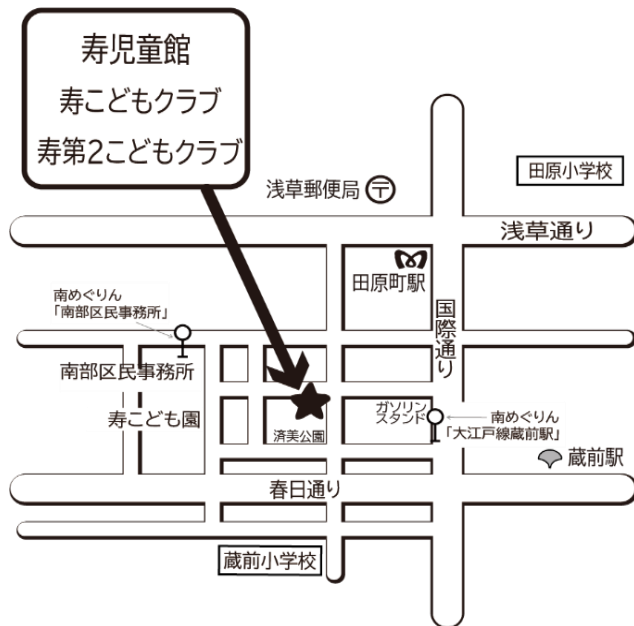 寿児童館
寿こどもクラブ
寿第2こどもクラブ
田原小学校
浅草郵便局 〒
浅草通り
田原町駅
国際通り
南めぐりん
「南部区民事務所」
南部区民事務所
寿こども園
ガソリン
スタンド
南めぐりん
「大江戸線蔵前駅」
済美公園
蔵前駅
春日通り
蔵前小学校